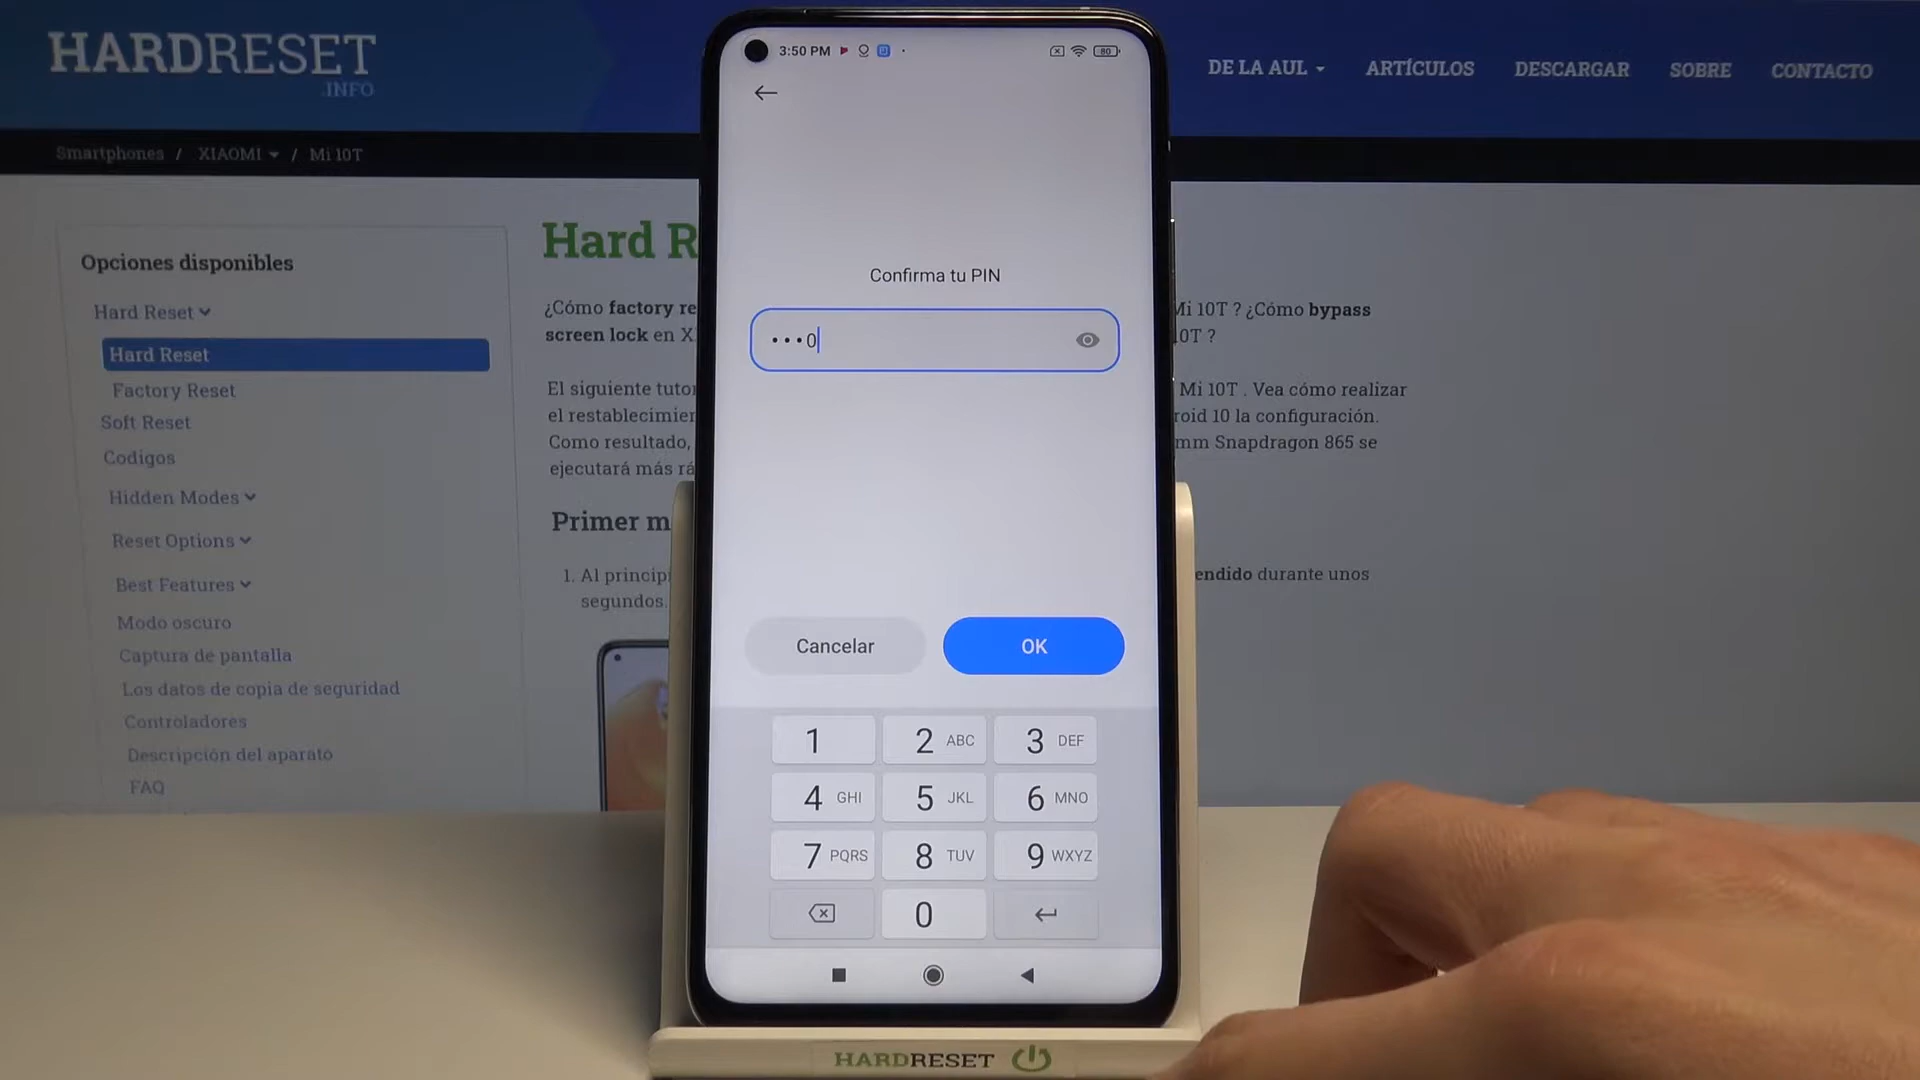 HARDRESET
.INFO
DE LA AUL
ARTÍCULOS
DESCARGAR
SOBRE
CONTACTO
Smartphones / XIAOMI / Mi 10T
Opciones disponibles
Hard Reset
Hard Reset
Factory Reset
Soft Reset
Codigos
Hidden Modes
Reset Options
Best Features
Modo oscuro
Captura de pantalla
Los datos de copia de seguridad
Controladores
Descripción del aparato
FAQ
Hard R
¿Cómo factory re
screen lock en X
Mi 10T ? ¿Cómo bypass
10T ?
El siguiente tutor
el restablecimier
Como resultado,
ejecutará más rá
Mi 10T . Vea cómo realizar
roid 10 la configuración.
mm Snapdragon 865 se
Primer m
1. Al principi
segundos.
endido durante unos
3:50 PM
80
Confirma tu PIN
•••0
Cancelar
OK
1
2 ABC
3 DEF
4 GHI
5 JKL
6 MNO
7 PQRS
8 TUV
9 WXYZ
0
HARDRESET